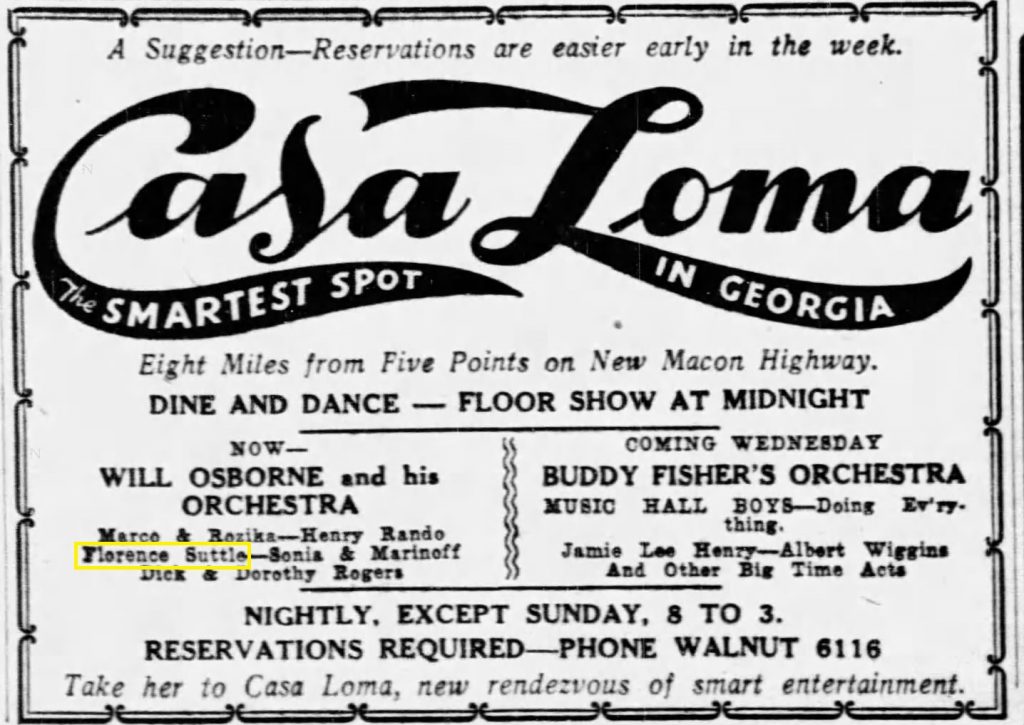 A Suggestion—Reservations are easier early in the week.
Casa Loma
The SMARTEST SPOT IN GEORGIA
Eight Miles from Five Points on New Macon Highway.
DINE AND DANCE — FLOOR SHOW AT MIDNIGHT
NOW—
WILL OSBORNE and his
ORCHESTRA
Marco & Rozika—Henry Rando
Florence Suttle—Sonia & Marinoff
Dick & Dorothy Rogers
COMING WEDNESDAY
BUDDY FISHER'S ORCHESTRA
MUSIC HALL BOYS—Doing Ev'ry-
thing.
Jamie Lee Henry—Albert Wiggins
And Other Big Time Acts
NIGHTLY, EXCEPT SUNDAY, 8 TO 3.
RESERVATIONS REQUIRED—PHONE WALNUT 6116
Take her to Casa Loma, new rendezvous of smart entertainment.